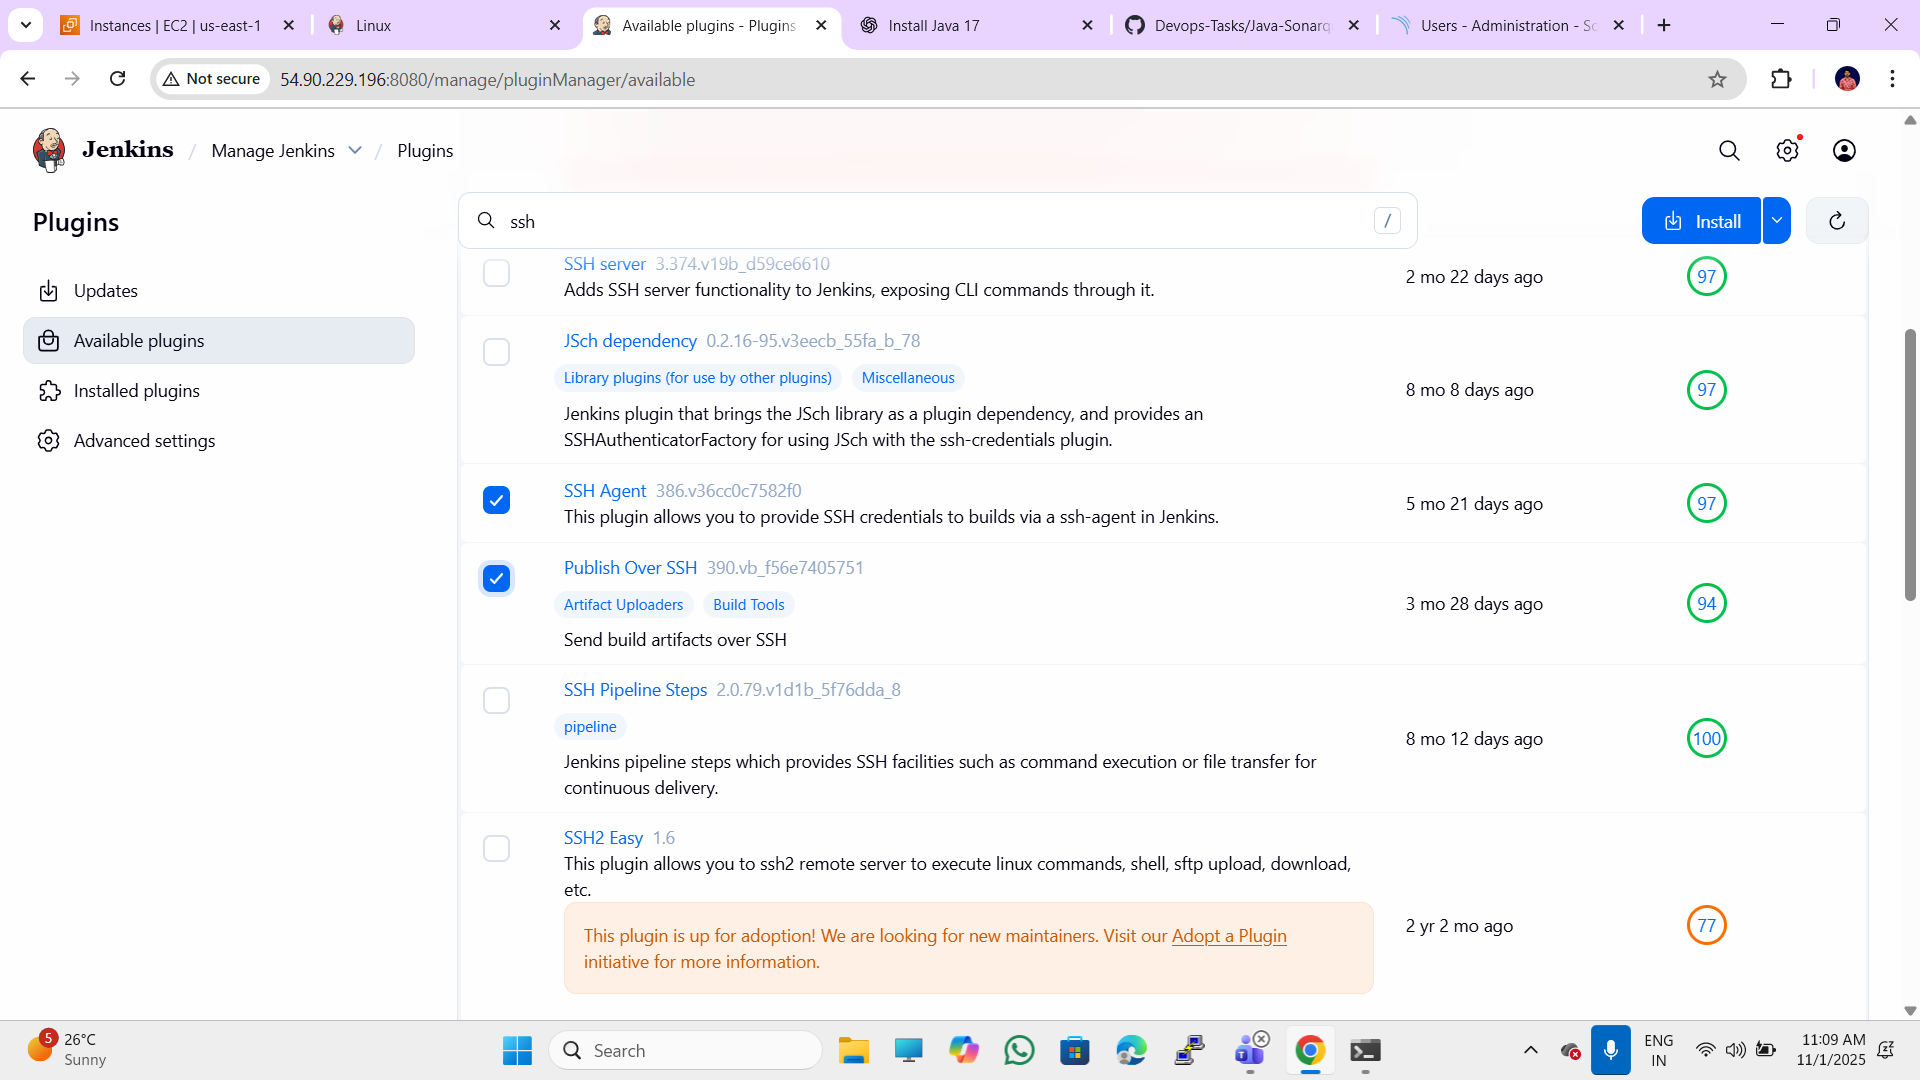 Instances | EC2 | us-east-1
Linux
Available plugins - Plugins
Install Java 17
Devops-Tasks/Java-Sonarq
Users - Administration - So
Not secure
54.90.229.196:8080/manage/pluginManager/available
Jenkins / Manage Jenkins / Plugins
Plugins
ssh
/
Install
Updates
Available plugins
Installed plugins
Advanced settings
SSH server 3.374.v19b_d59ce6610
Adds SSH server functionality to Jenkins, exposing CLI commands through it.
2 mo 22 days ago
97
JSch dependency 0.2.16-95.v3eecb_55fa_b_78
Library plugins (for use by other plugins)
Miscellaneous
Jenkins plugin that brings the JSch library as a plugin dependency, and provides an
SSHAuthenticatorFactory for using JSch with the ssh-credentials plugin.
8 mo 8 days ago
97
SSH Agent 386.v36cc0c7582f0
This plugin allows you to provide SSH credentials to builds via a ssh-agent in Jenkins.
5 mo 21 days ago
97
Publish Over SSH 390.vb_f56e7405751
Artifact Uploaders
Build Tools
Send build artifacts over SSH
3 mo 28 days ago
94
SSH Pipeline Steps 2.0.79.v1d1b_5f76dda_8
pipeline
Jenkins pipeline steps which provides SSH facilities such as command execution or file transfer for
continuous delivery.
8 mo 12 days ago
100
SSH2 Easy 1.6
This plugin allows you to ssh2 remote server to execute linux commands, shell, sftp upload, download,
etc.
This plugin is up for adoption! We are looking for new maintainers. Visit our Adopt a Plugin
initiative for more information.
2 yr 2 mo ago
77
5
26°C
Sunny
Search
ENG
IN
11:09 AM
11/1/2025